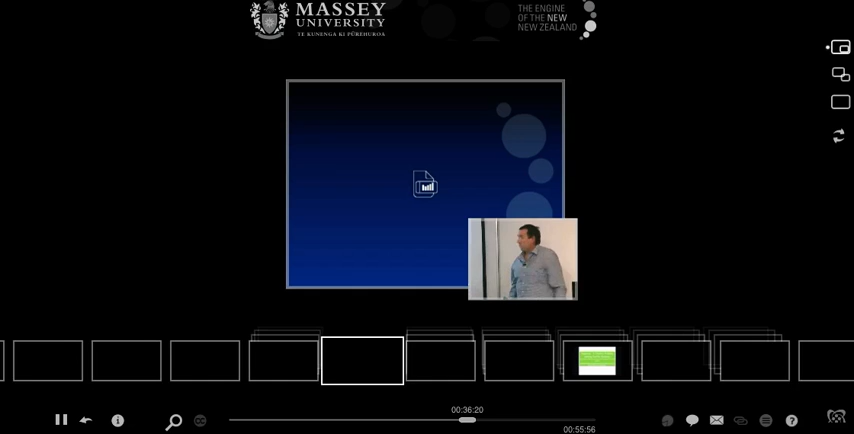 MASSEY
UNIVERSITY
TE KUNENGA KI PŪREHUROA
THE ENGINE
OF THE NEW
NEW ZEALAND
00:36:20
00:55:56